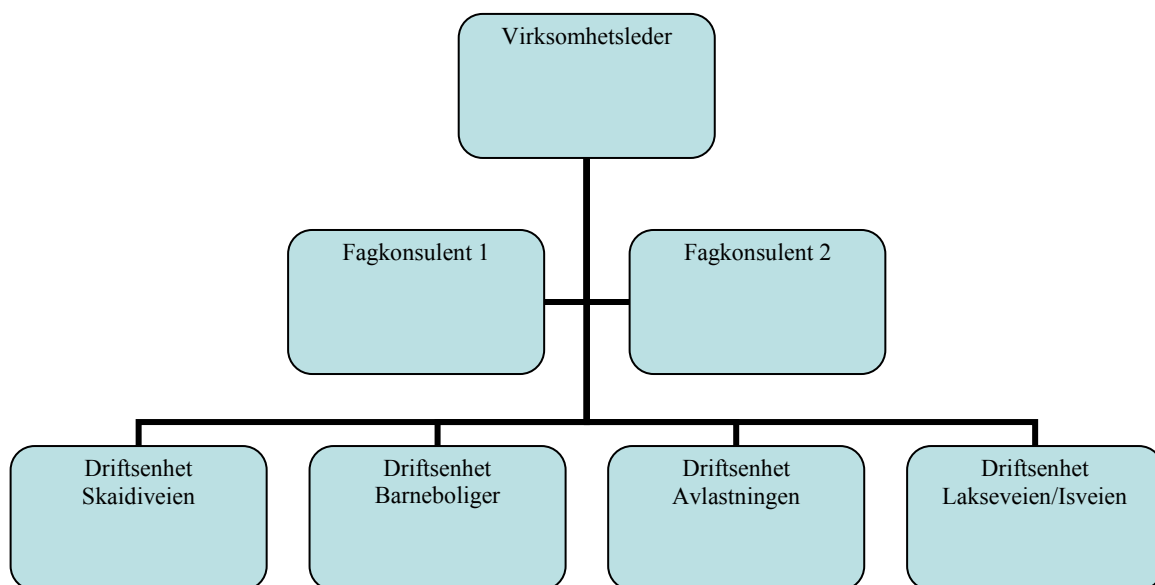 Virksomhetsleder
Fagkonsulent 1
Fagkonsulent 2
Driftsenhet
Skaidiveien
Driftsenhet
Barneboliger
Driftsenhet
Avlastningen
Driftsenhet
Lakseveien/Isveien